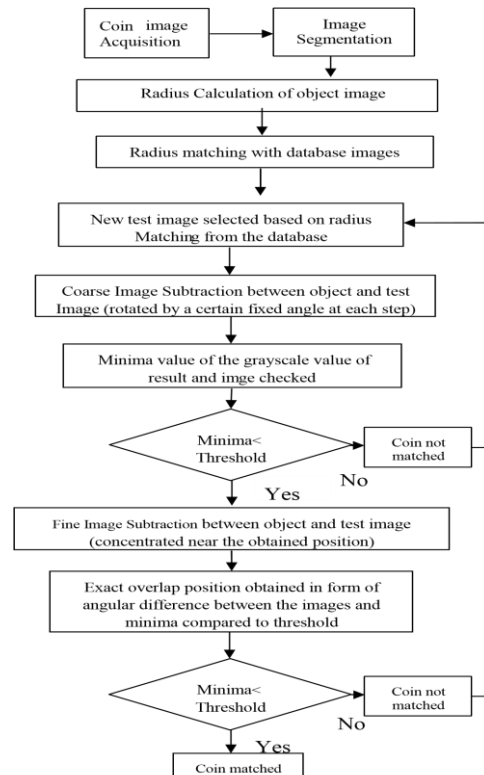 Coin image
Acquisition
Image
Segmentation
Radius Calculation of object image
Radius matching with database images
New test image selected based on radius
Matching from the database
Coarse Image Subtraction between object and test
Image (rotated by a certain fixed angle at each step)
Minima value of the grayscale value of
result and imge checked
Minima<
Threshold
Coin not
matched
No
Yes
Fine Image Subtraction between object and test image
(concentrated near the obtained position)
Exact overlap position obtained in form of
angular difference between the images and
minima compared to threshold
Minima<
Threshold
Coin not
matched
No
Yes
Coin matched